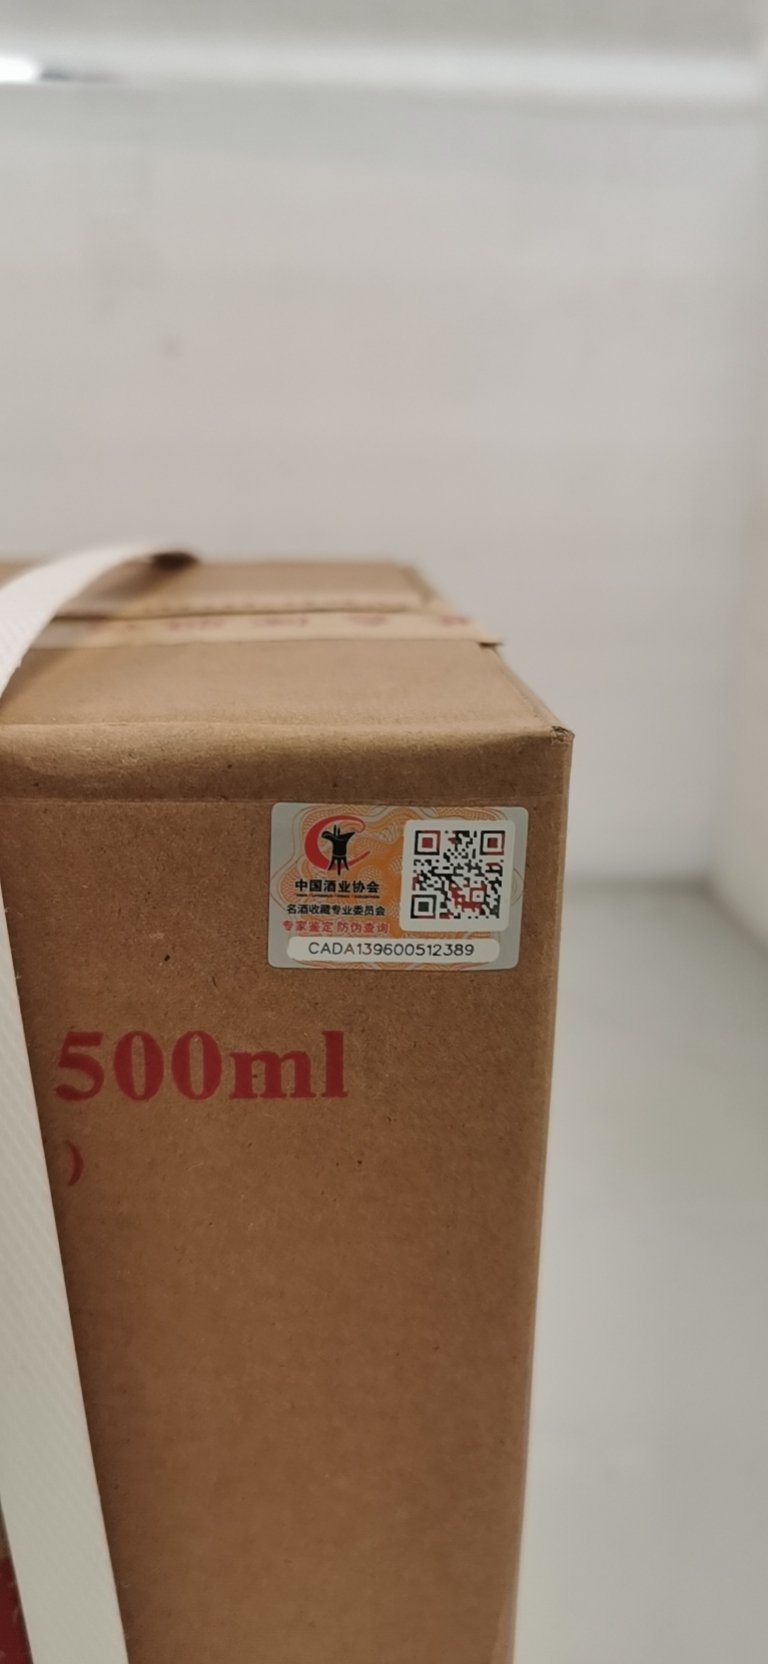 中国酒业协会
名酒收藏专业委员会
专家鉴定 防伪查询
CADA139600512389
500ml
)